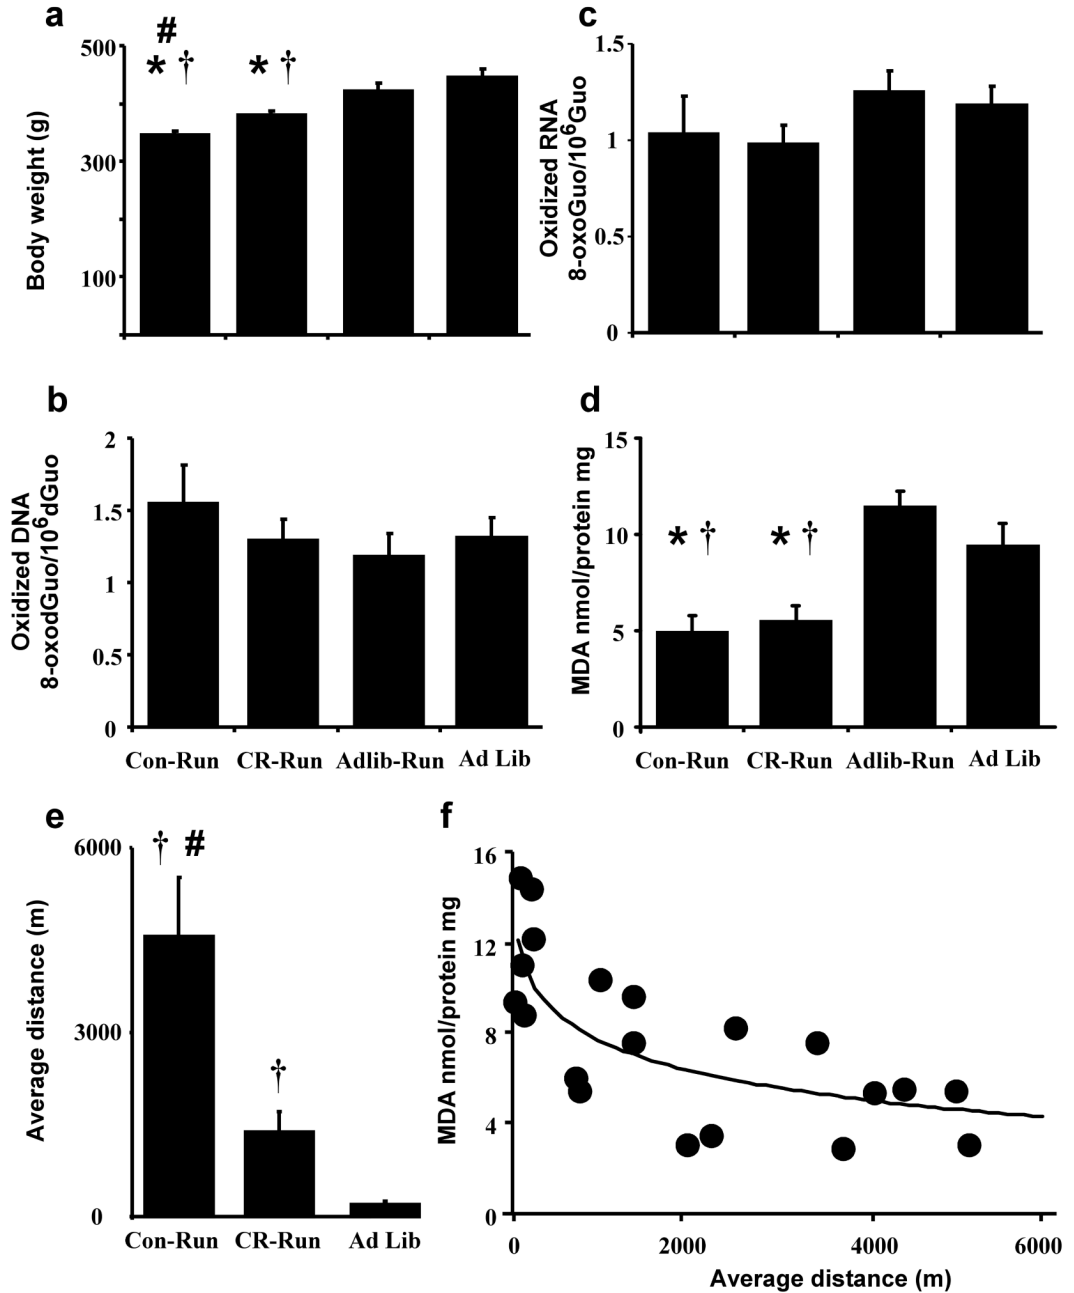 a
#
* † * †
500
300
100
Body weight (g)
c
1.5
1
0.5
0
Oxidized RNA
8-oxoGuo/10⁶Guo
b
2
1.5
1
0.5
0
Oxidized DNA
8-oxodGuo/10⁶dGuo
Con-Run CR-Run Adlib-Run Ad Lib
d
15
10
5
0
* † * †
MDA nmol/protein mg
Con-Run CR-Run Adlib-Run Ad Lib
e
† #
†
6000
3000
0
Average distance (m)
Con-Run CR-Run Ad Lib
f
16
12
8
4
0
MDA nmol/protein mg
0 2000 4000 6000
Average distance (m)